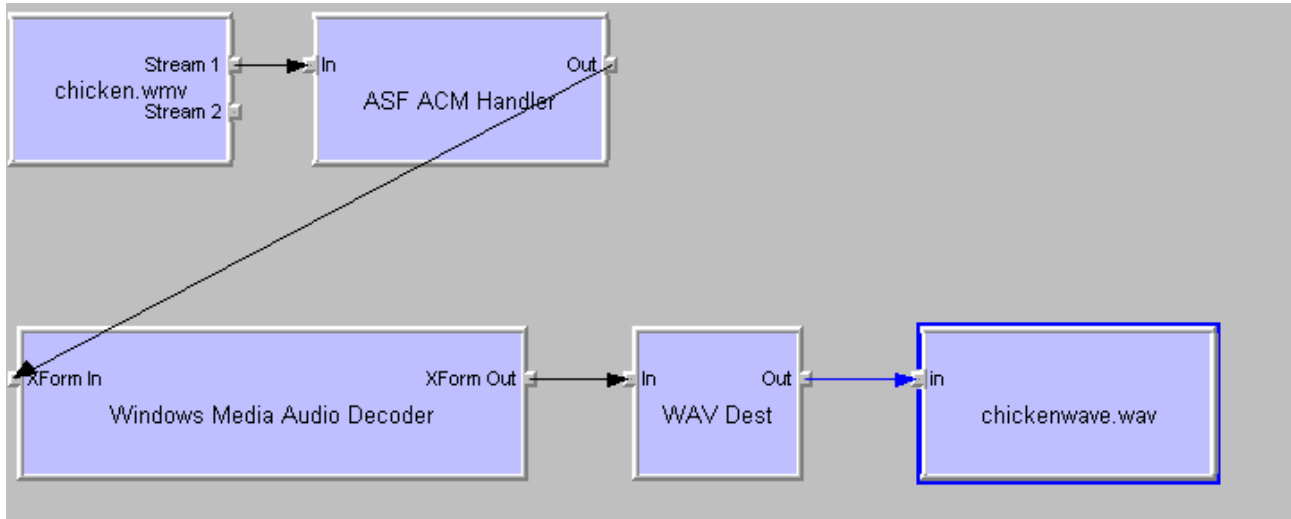 Stream 1
chicken.wmv
Stream 2
In
Out
ASF ACM Handler
XForm In
XForm Out
Windows Media Audio Decoder
In
Out
WAV Dest
in
chickenwave.wav